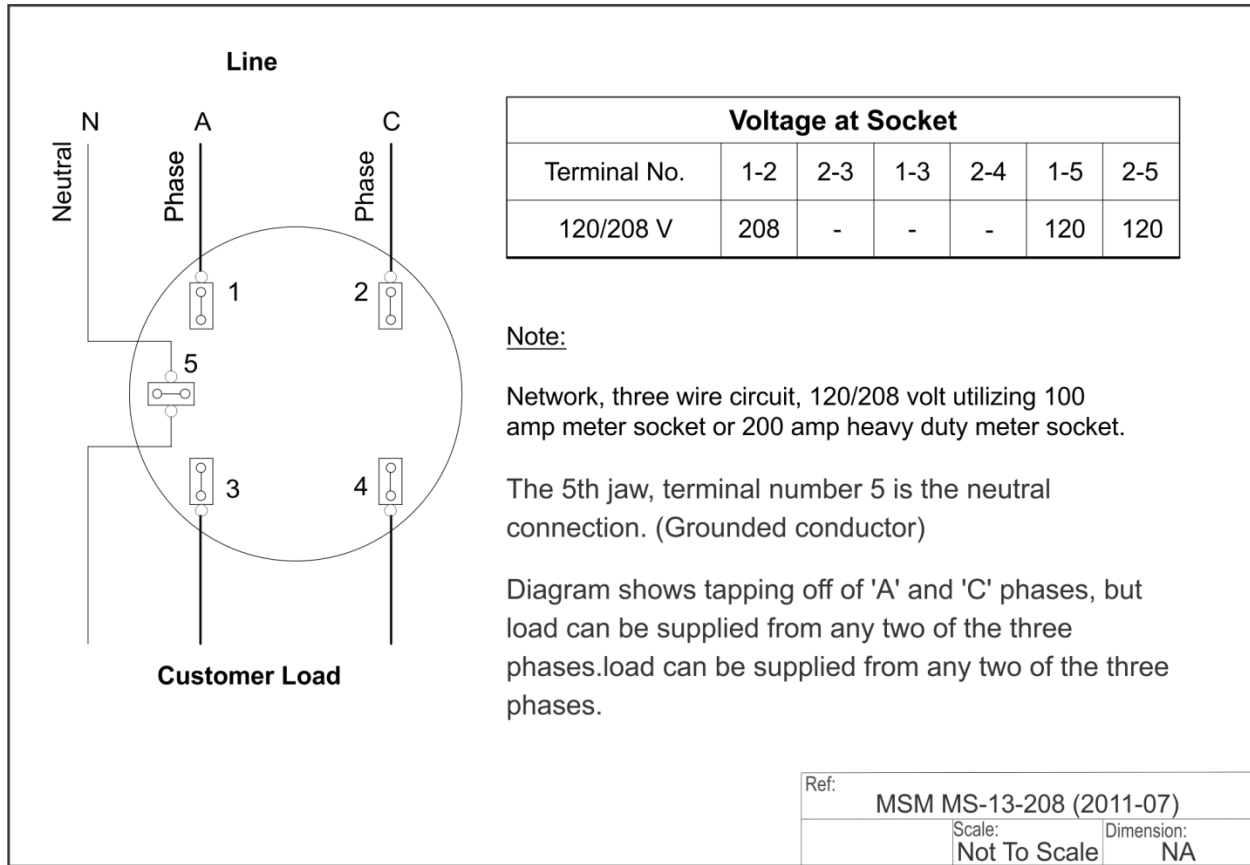 Line
N A C
Neutral
Phase
Phase
1
2
5
3
4
Customer Load
Voltage at Socket
Terminal No. 1-2 2-3 1-3 2-4 1-5 2-5
120/208 V 208 - - - 120 120
Note:
Network, three wire circuit, 120/208 volt utilizing 100
amp meter socket or 200 amp heavy duty meter socket.
The 5th jaw, terminal number 5 is the neutral
connection. (Grounded conductor)
Diagram shows tapping off of 'A' and 'C' phases, but
load can be supplied from any two of the three
phases.load can be supplied from any two of the three
phases.
Ref:
MSM MS-13-208 (2011-07)
Scale:
Not To Scale
Dimension:
NA